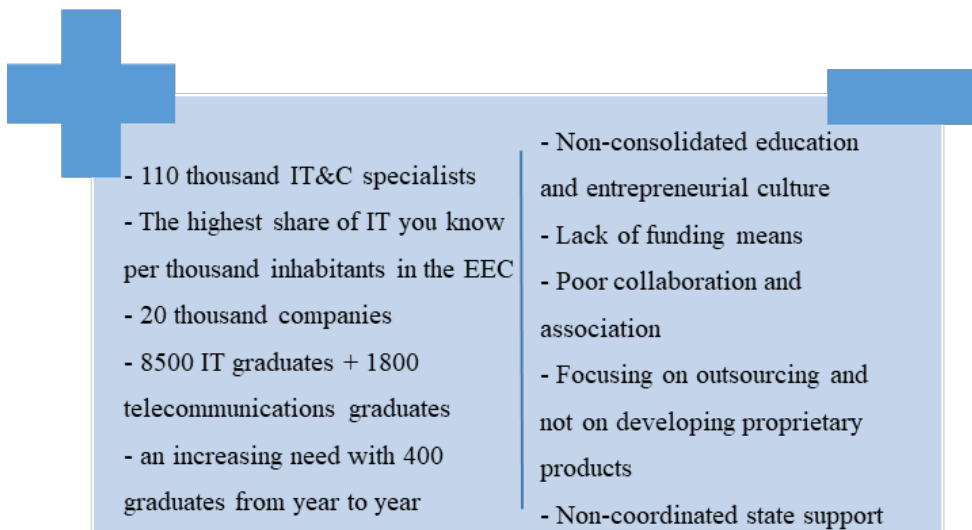 - 110 thousand IT&C specialists
- The highest share of IT you know
per thousand inhabitants in the EEC
- 20 thousand companies
- 8500 IT graduates + 1800
telecommunications graduates
- an increasing need with 400
graduates from year to year
- Non-consolidated education
and entrepreneurial culture
- Lack of funding means
- Poor collaboration and
association
- Focusing on outsourcing and
not on developing proprietary
products
- Non-coordinated state support